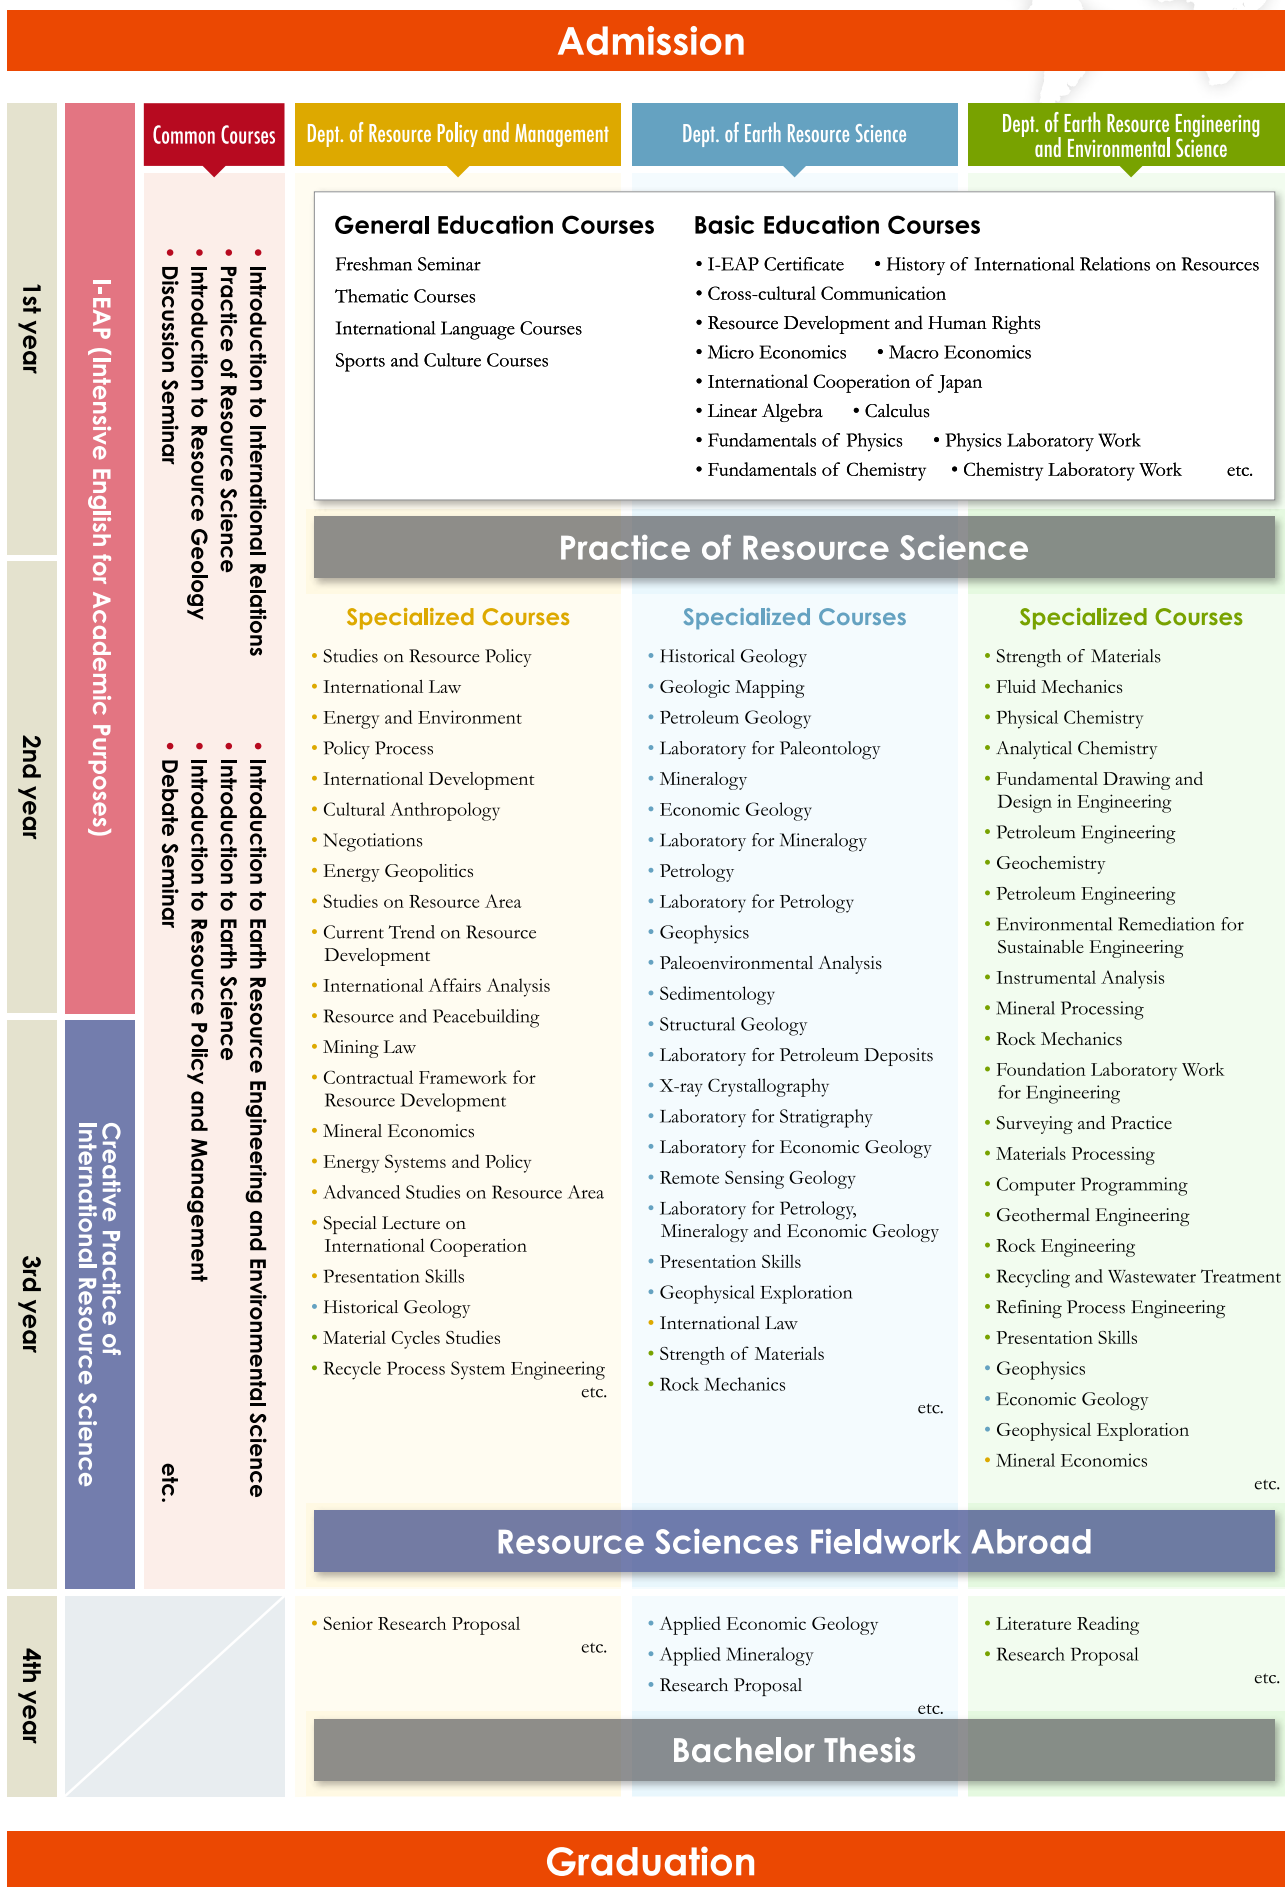 Admission
1st year
2nd year
3rd year
4th year
I-EAP (Intensive English for Academic Purposes)
Creative Practice of
International Resource Science
Common Courses
• Introduction to International Relations
• Practice of Resource Science
• Introduction to Resource Geology
• Discussion Seminar
• Introduction to Earth Resource Engineering and Environmental Science
• Introduction to Earth Science
• Introduction to Resource Policy and Management
• Debate Seminar
etc.
Dept. of Resource Policy and Management
Dept. of Earth Resource Science
Dept. of Earth Resource Engineering
and Environmental Science
General Education Courses
Freshman Seminar
Thematic Courses
International Language Courses
Sports and Culture Courses
Basic Education Courses
• I-EAP Certificate • History of International Relations on Resources
• Cross-cultural Communication
• Resource Development and Human Rights
• Micro Economics • Macro Economics
• International Cooperation of Japan
• Linear Algebra • Calculus
• Fundamentals of Physics • Physics Laboratory Work
• Fundamentals of Chemistry • Chemistry Laboratory Work etc.
Practice of Resource Science
Specialized Courses
• Studies on Resource Policy
• International Law
• Energy and Environment
• Policy Process
• International Development
• Cultural Anthropology
• Negotiations
• Energy Geopolitics
• Studies on Resource Area
• Current Trend on Resource
Development
• International Affairs Analysis
• Resource and Peacebuilding
• Mining Law
• Contractual Framework for
Resource Development
• Mineral Economics
• Energy Systems and Policy
• Advanced Studies on Resource Area
• Special Lecture on
International Cooperation
• Presentation Skills
• Historical Geology
• Material Cycles Studies
• Recycle Process System Engineering
etc.
Specialized Courses
• Historical Geology
• Geologic Mapping
• Petroleum Geology
• Laboratory for Paleontology
• Mineralogy
• Economic Geology
• Laboratory for Mineralogy
• Petrology
• Laboratory for Petrology
• Geophysics
• Paleoenvironmental Analysis
• Sedimentology
• Structural Geology
• Laboratory for Petroleum Deposits
• X-ray Crystallography
• Laboratory for Stratigraphy
• Laboratory for Economic Geology
• Remote Sensing Geology
• Laboratory for Petrology,
Mineralogy and Economic Geology
• Presentation Skills
• Geophysical Exploration
• International Law
• Strength of Materials
• Rock Mechanics
etc.
Specialized Courses
• Strength of Materials
• Fluid Mechanics
• Physical Chemistry
• Analytical Chemistry
• Fundamental Drawing and
Design in Engineering
• Petroleum Engineering
• Geochemistry
• Petroleum Engineering
• Environmental Remediation for
Sustainable Engineering
• Instrumental Analysis
• Mineral Processing
• Rock Mechanics
• Foundation Laboratory Work
for Engineering
• Surveying and Practice
• Materials Processing
• Computer Programming
• Geothermal Engineering
• Rock Engineering
• Recycling and Wastewater Treatment
• Refining Process Engineering
• Presentation Skills
• Geophysics
• Economic Geology
• Geophysical Exploration
• Mineral Economics
etc.
Resource Sciences Fieldwork Abroad
• Senior Research Proposal
etc.
• Applied Economic Geology
• Applied Mineralogy
• Research Proposal
etc.
• Literature Reading
• Research Proposal
etc.
Bachelor Thesis
Graduation